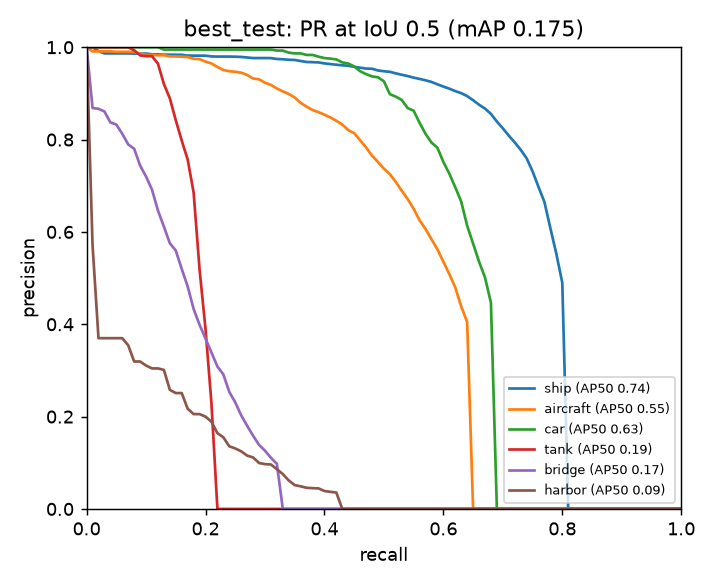 best_test: PR at IoU 0.5 (mAP 0.175)
precision
1.0
0.8
0.6
0.4
0.2
0.0
ship (AP50 0.74)
aircraft (AP50 0.55)
car (AP50 0.63)
tank (AP50 0.19)
bridge (AP50 0.17)
harbor (AP50 0.09)
0.0 0.2 0.4 0.6 0.8 1.0
recall